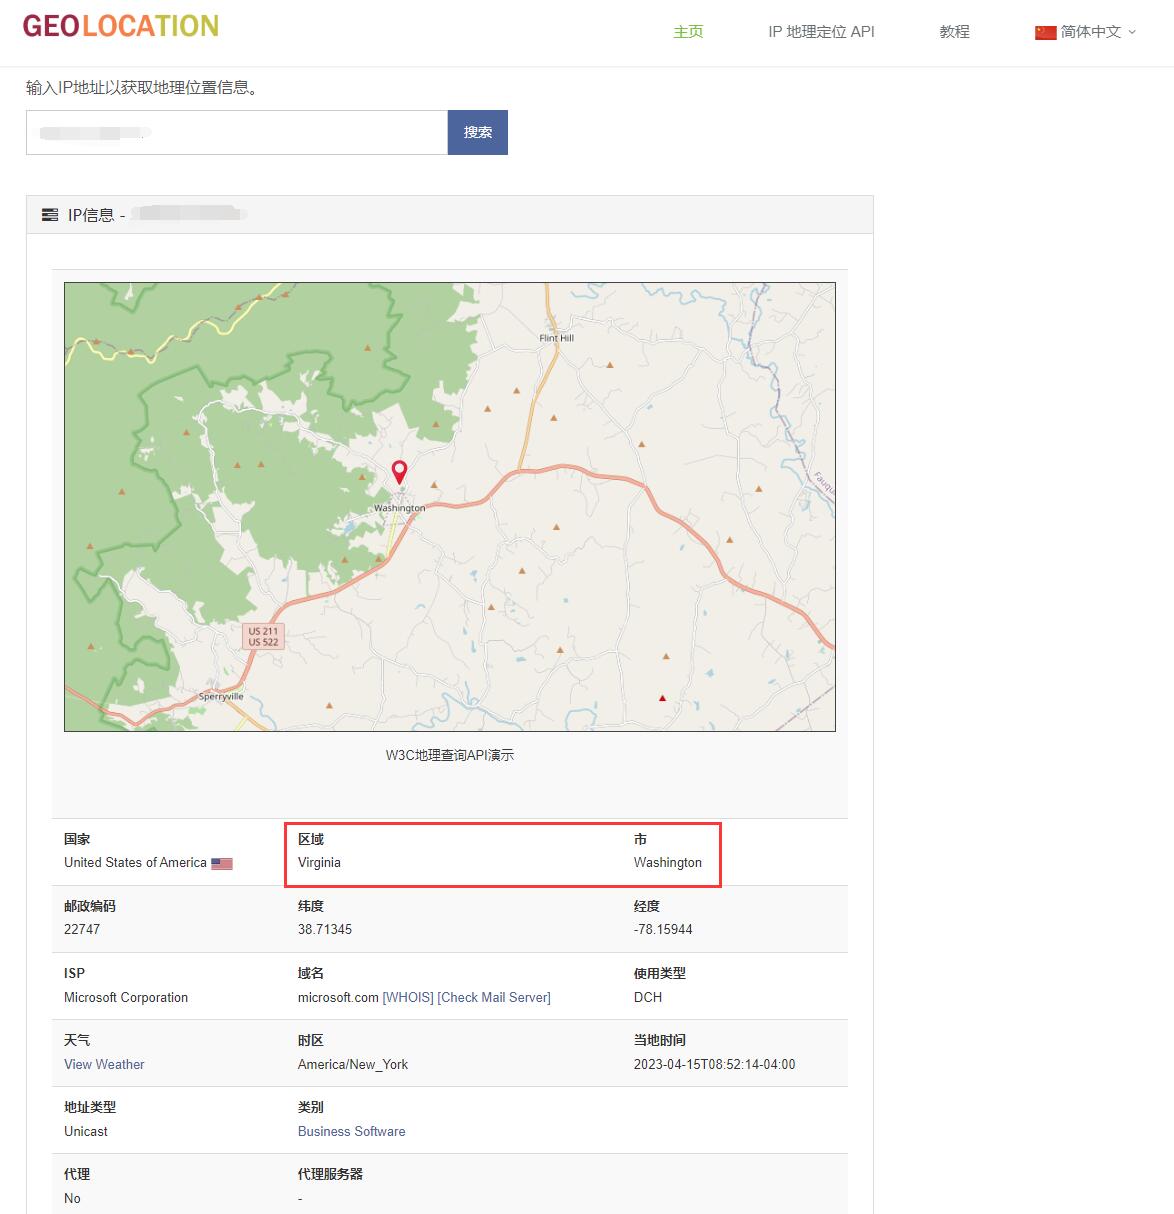 GEOLOCATION
主页
IP 地理定位 API
教程
简体中文
输入IP地址以获取地理位置信息。
搜索
IP信息 -
Flint Hill
Washington
US 211
US 522
Sperryville
W3C地理查询API演示
国家
区域
市
United States of America
Virginia
Washington
邮政编码
纬度
经度
22747
38.71345
-78.15944
ISP
域名
使用类型
Microsoft Corporation
microsoft.com [WHOIS] [Check Mail Server]
DCH
天气
时区
当地时间
View Weather
America/New_York
2023-04-15T08:52:14-04:00
地址类型
类别
Unicast
Business Software
代理
代理服务器
No
-